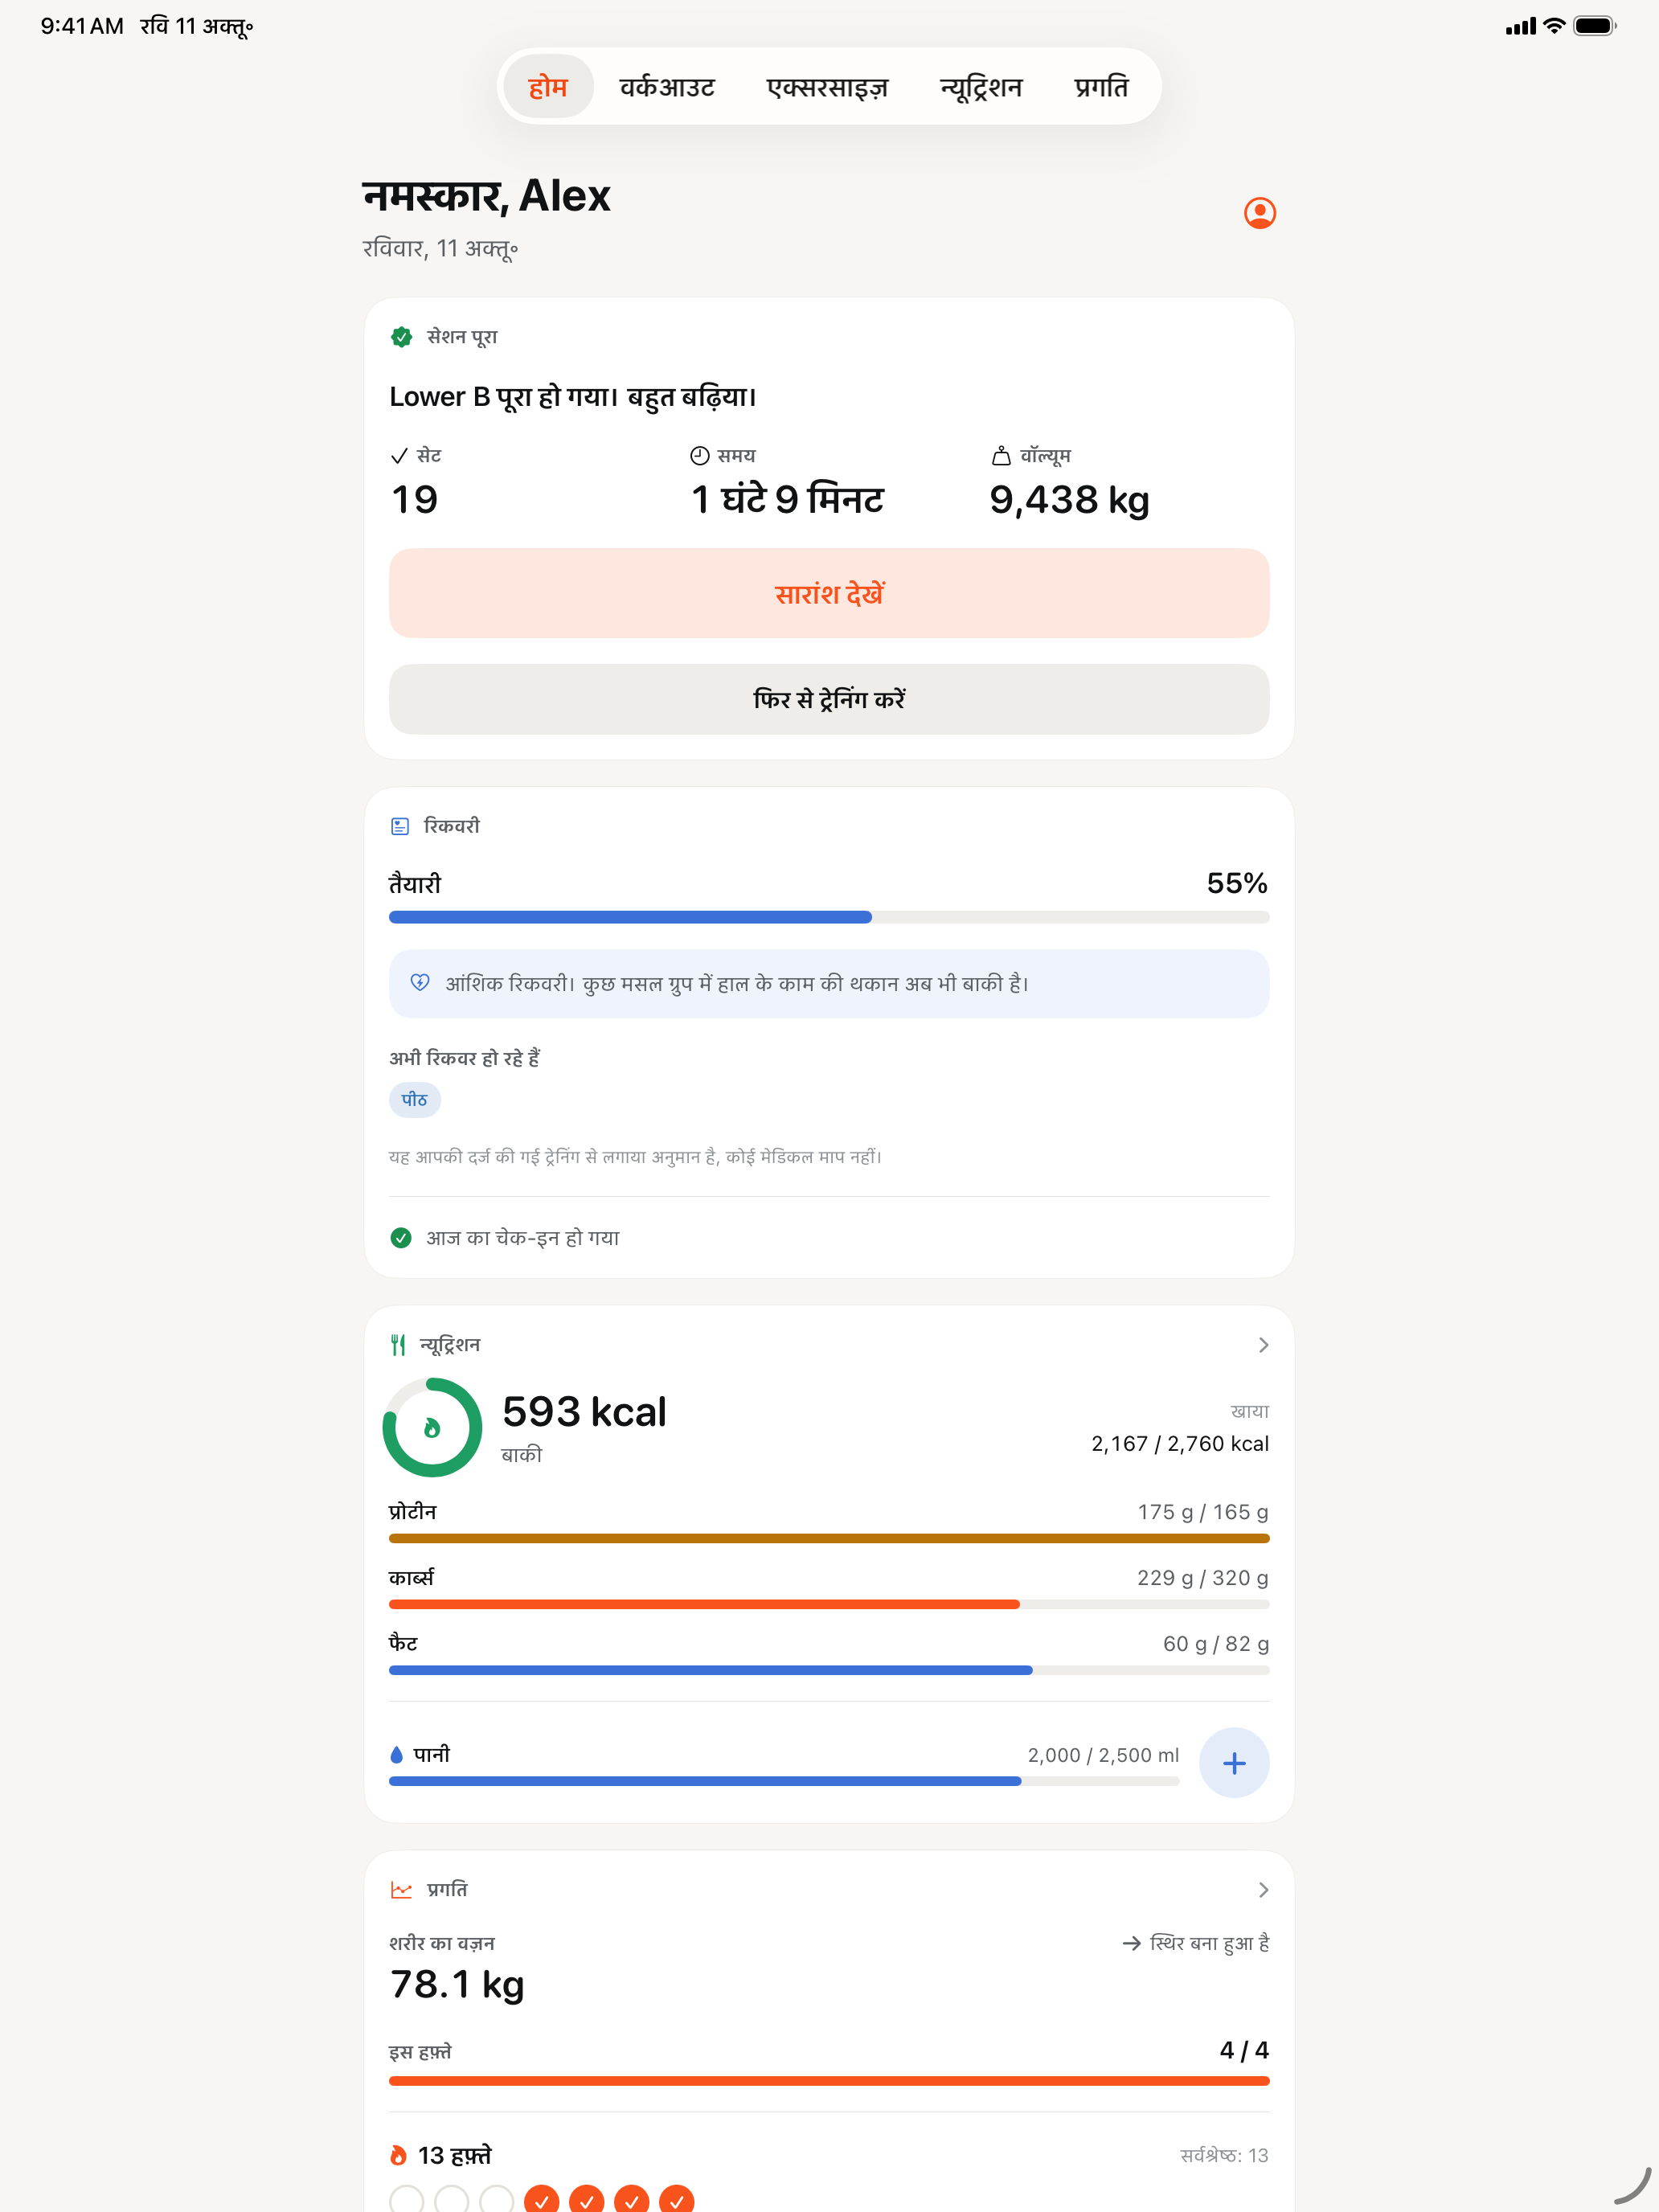 9:41 AM रवि 11 अक्तू॰
होम वर्कआउट एक्सरसाइज़ न्यूट्रिशन प्रगति
नमस्कार, Alex
रविवार, 11 अक्तू॰
सेशन पूरा
Lower B पूरा हो गया। बहुत बढ़िया।
सेट समय वॉल्यूम
19 1 घंटे 9 मिनट 9,438 kg
सारांश देखें
फिर से ट्रेनिंग करें
रिकवरी
तैयारी 55%
आंशिक रिकवरी। कुछ मसल ग्रुप में हाल के काम की थकान अब भी बाकी है।
अभी रिकवर हो रहे हैं
पीठ
यह आपकी दर्ज की गई ट्रेनिंग से लगाया अनुमान है, कोई मेडिकल माप नहीं।
आज का चेक-इन हो गया
न्यूट्रिशन
593 kcal खाया
बाकी 2,167 / 2,760 kcal
प्रोटीन 175 g / 165 g
कार्ब्स 229 g / 320 g
फैट 60 g / 82 g
पानी 2,000 / 2,500 ml
प्रगति
शरीर का वज़न स्थिर बना हुआ है
78.1 kg
इस हफ़्ते 4 / 4
13 हफ़्ते सर्वश्रेष्ठ: 13